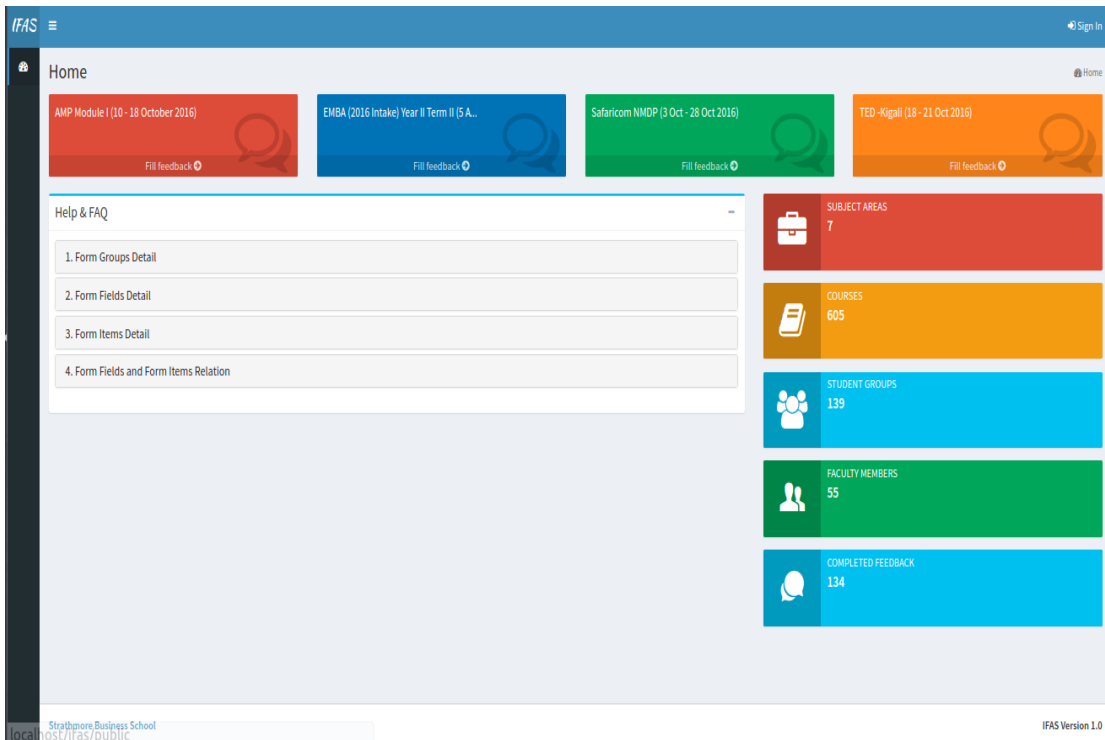 IFAS
Sign In
Home
Home
AMP Module I (10 - 18 October 2016)
Fill feedback
EMBA (2016 Intake) Year II Term II (5 A...
Fill feedback
Safaricom NMDP (3 Oct - 28 Oct 2016)
Fill feedback
TED -Kigali (18 - 21 Oct 2016)
Fill feedback
Help & FAQ
1. Form Groups Detail
2. Form Fields Detail
3. Form Items Detail
4. Form Fields and Form Items Relation
SUBJECT AREAS
7
COURSES
605
STUDENT GROUPS
139
FACULTY MEMBERS
55
COMPLETED FEEDBACK
134
Strathmore Business School
IFAS Version 1.0
localhost/ifas/public